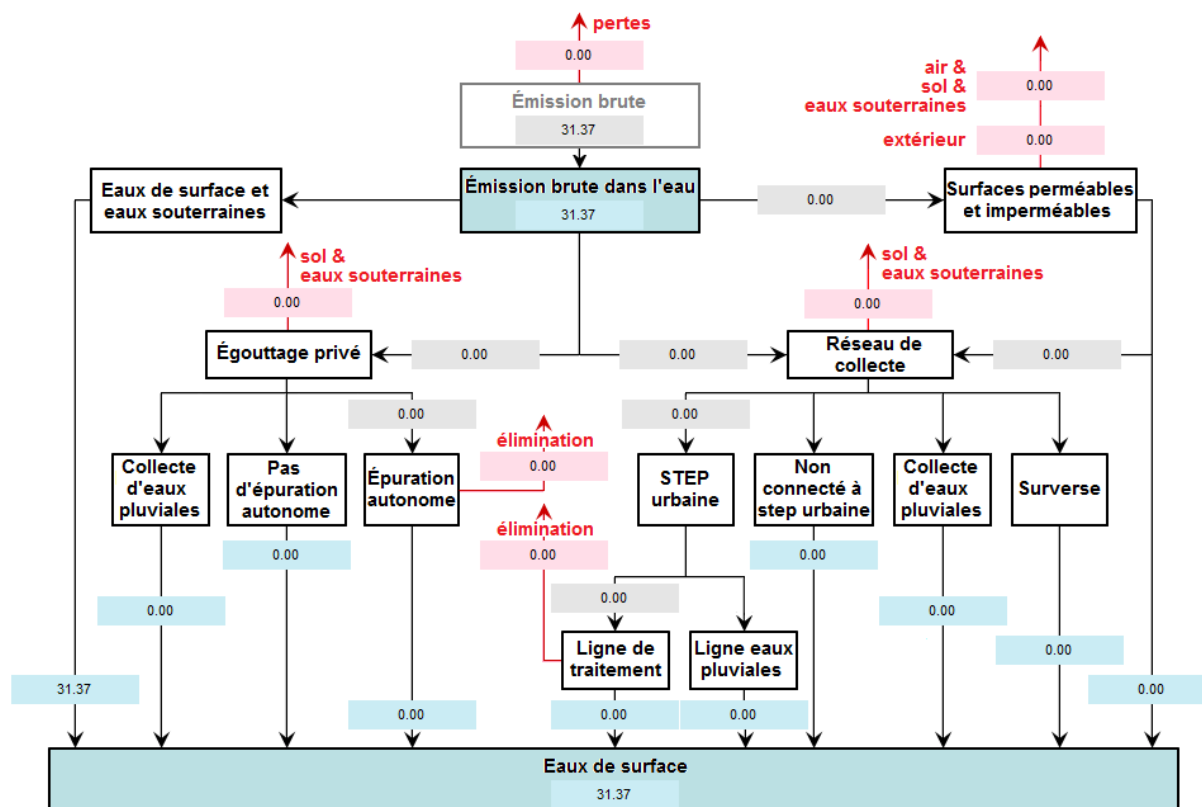 pertes
0.00
Émission brute
31.37
air &
sol &
eaux souterraines
0.00
extérieur
0.00
Eaux de surface et
eaux souterraines
Émission brute dans l'eau
31.37
0.00
Surfaces perméables
et imperméables
sol &
eaux souterraines
0.00
sol &
eaux souterraines
0.00
Égouttage privé
0.00
0.00
Réseau de
collecte
0.00
0.00
0.00
élimination
0.00
Collecte
d'eaux
pluviales
Pas
d'épuration
autonome
Épuration
autonome
STEP
urbaine
Non
connecté à
step urbaine
Collecte
d'eaux
pluviales
Surverse
élimination
0.00
0.00
0.00
0.00
0.00
0.00
Ligne de
traitement
Ligne eaux
pluviales
0.00
31.37
0.00
0.00
0.00
0.00
Eaux de surface
31.37